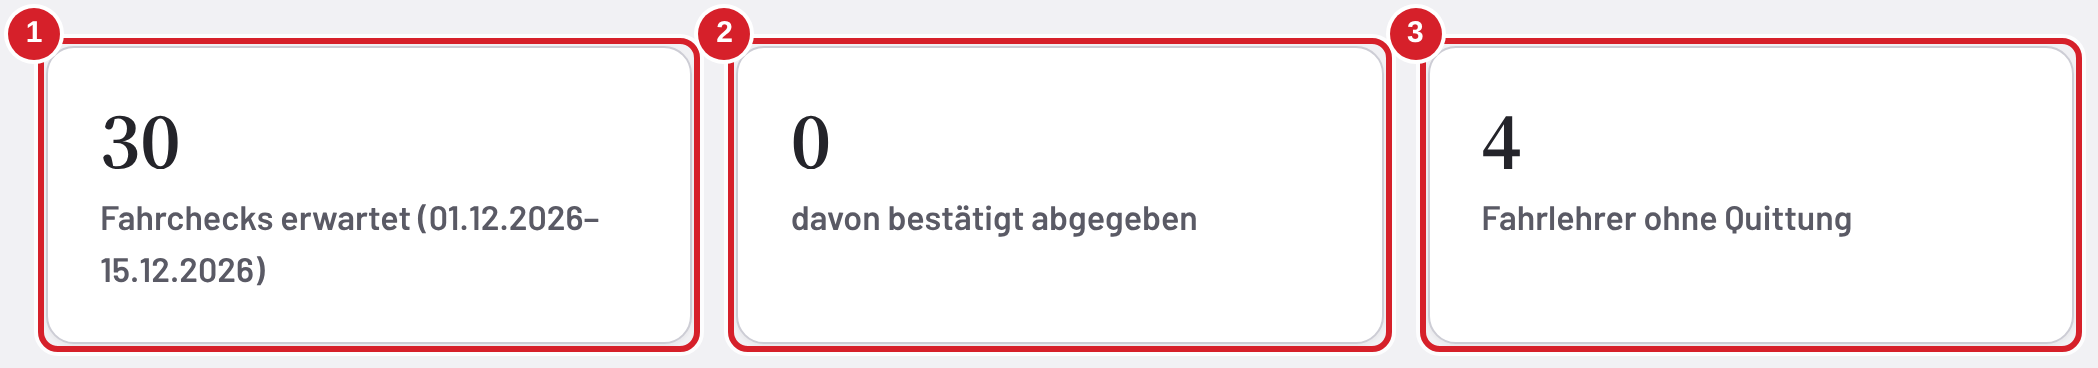 1
30
Fahrchecks erwartet (01.12.2026–
15.12.2026)
2
0
davon bestätigt abgegeben
3
4
Fahrlehrer ohne Quittung